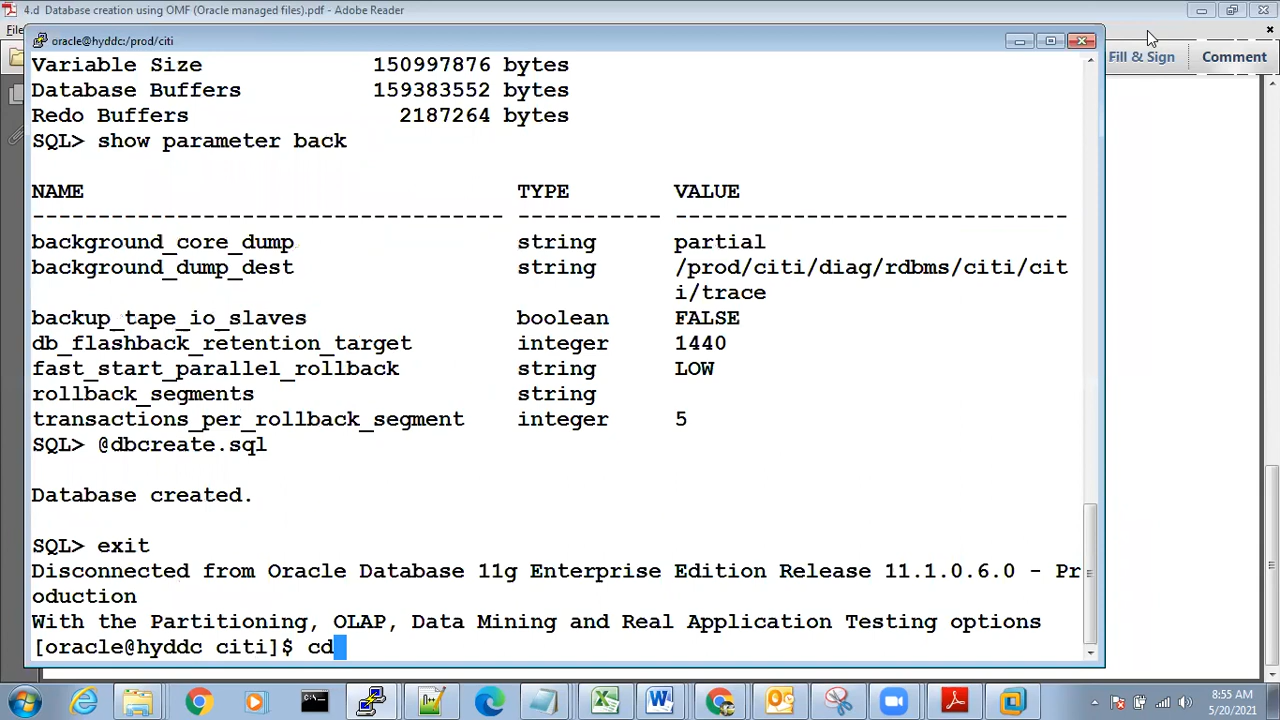 4.d Database creation using OMF (Oracle managed files).pdf - Adobe Reader
File
oracle@hyddc:/prod/citi
Fill & Sign
Comment
Variable Size 150997876 bytes
Database Buffers 159383552 bytes
Redo Buffers 2187264 bytes
SQL> show parameter back
NAME TYPE VALUE
------------------------------------ ----------- ------------------------------
background_core_dump string partial
background_dump_dest string /prod/citi/diag/rdbms/citi/cit
i/trace
backup_tape_io_slaves boolean FALSE
db_flashback_retention_target integer 1440
fast_start_parallel_rollback string LOW
rollback_segments string
transactions_per_rollback_segment integer 5
SQL> @dbcreate.sql
Database created.
SQL> exit
Disconnected from Oracle Database 11g Enterprise Edition Release 11.1.0.6.0 - Pr
oduction
With the Partitioning, OLAP, Data Mining and Real Application Testing options
[oracle@hyddc citi]$ cd
8:55 AM
5/20/2021